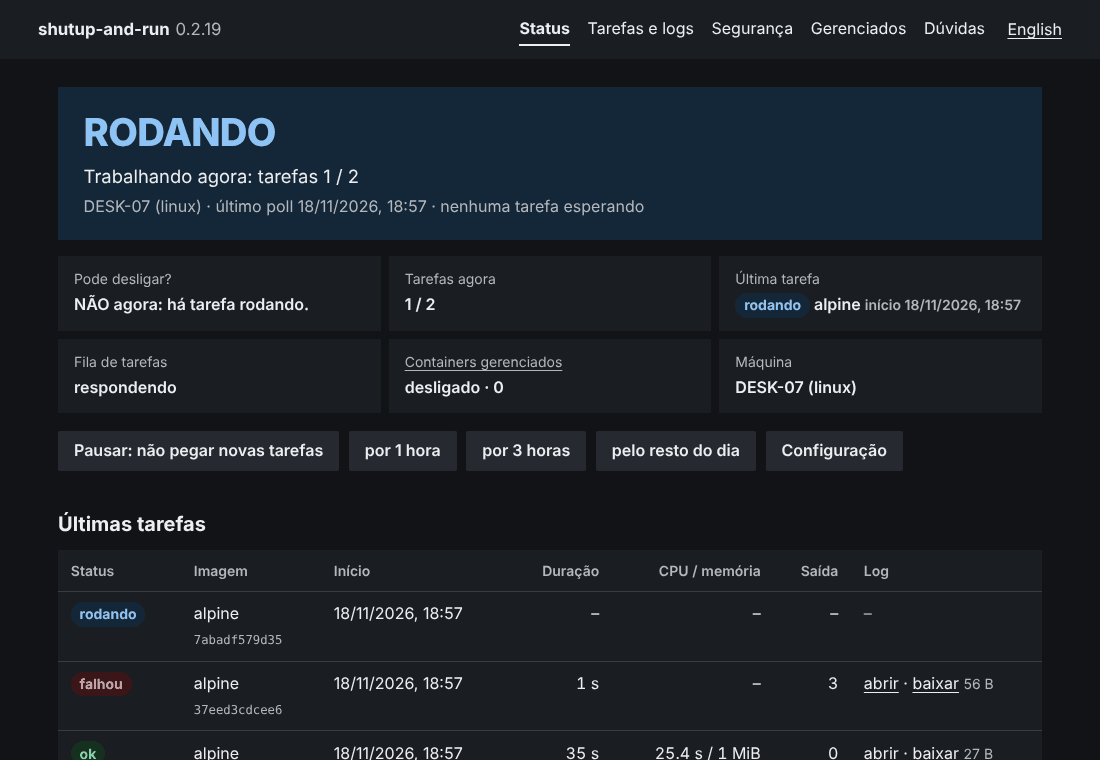 shutup-and-run 0.2.19
Status Tarefas e logs Segurança Gerenciados Dúvidas English
RODANDO
Trabalhando agora: tarefas 1 / 2
DESK-07 (linux) · último poll 18/11/2026, 18:57 · nenhuma tarefa esperando
Pode desligar?
NÃO agora: há tarefa rodando.
Tarefas agora
1 / 2
Última tarefa
rodando alpine início 18/11/2026, 18:57
Fila de tarefas
respondendo
Containers gerenciados
desligado · 0
Máquina
DESK-07 (linux)
Pausar: não pegar novas tarefas por 1 hora por 3 horas pelo resto do dia Configuração
Últimas tarefas
Status Imagem Início Duração CPU / memória Saída Log
rodando alpine 18/11/2026, 18:57 – – – –
7abadf579d35
falhou alpine 18/11/2026, 18:57 1 s – 3 abrir · baixar 56 B
37eed3cdcee6
ok alpine 18/11/2026, 18:57 35 s 25.4 s / 1 MiB 0 abrir · baixar 27 B